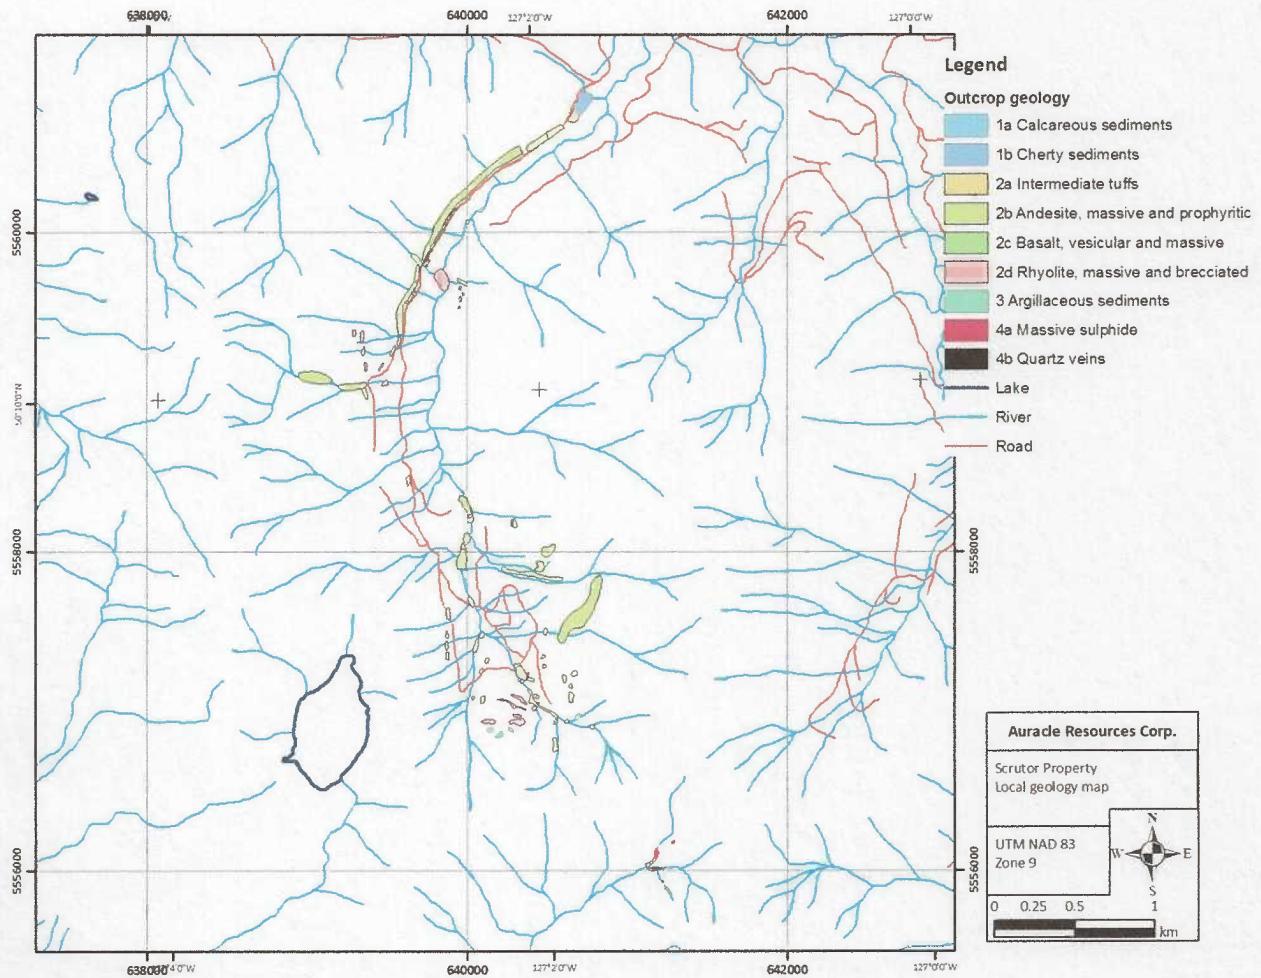 638000
640000
127°2'0"W
642000
127°0'0"W
Legend
Outcrop geology
1a Calcareous sediments
1b Cherty sediments
2a Intermediate tuffs
2b Andesite, massive and prophyritic
2c Basalt, vesicular and massive
2d Rhyolite, massive and brecciated
3 Argillaceous sediments
4a Massive sulphide
4b Quartz veins
Lake
River
Road
5560000
5558000
5558000
5556000
5556000
Auracle Resources Corp.
Scrutor Property
Local geology map
UTM NAD 83
Zone 9
N
W
E
S
0 0.25 0.5 1
km
638000
640000
127°2'0"W
642000
127°0'0"W